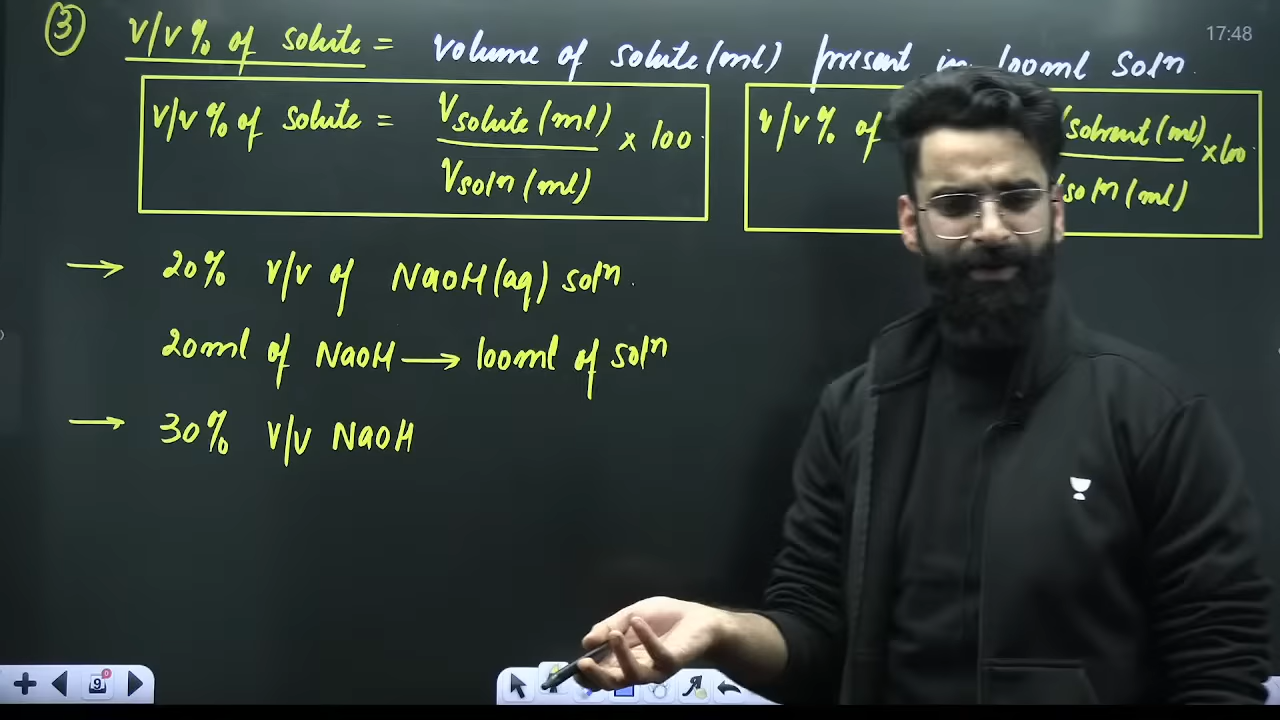 17:48
③ v/v% of solute = volume of solute (ml) present in 100ml Solⁿ.
v/v% of solute = Vsolute (ml) / Vsolⁿ (ml) × 100.
v/v% of solvent (ml) / solⁿ (ml) × 100.
→ 20% v/v of NaOH(aq) solⁿ.
20ml of NaOH → 100ml of solⁿ
→ 30% v/v NaOH
9